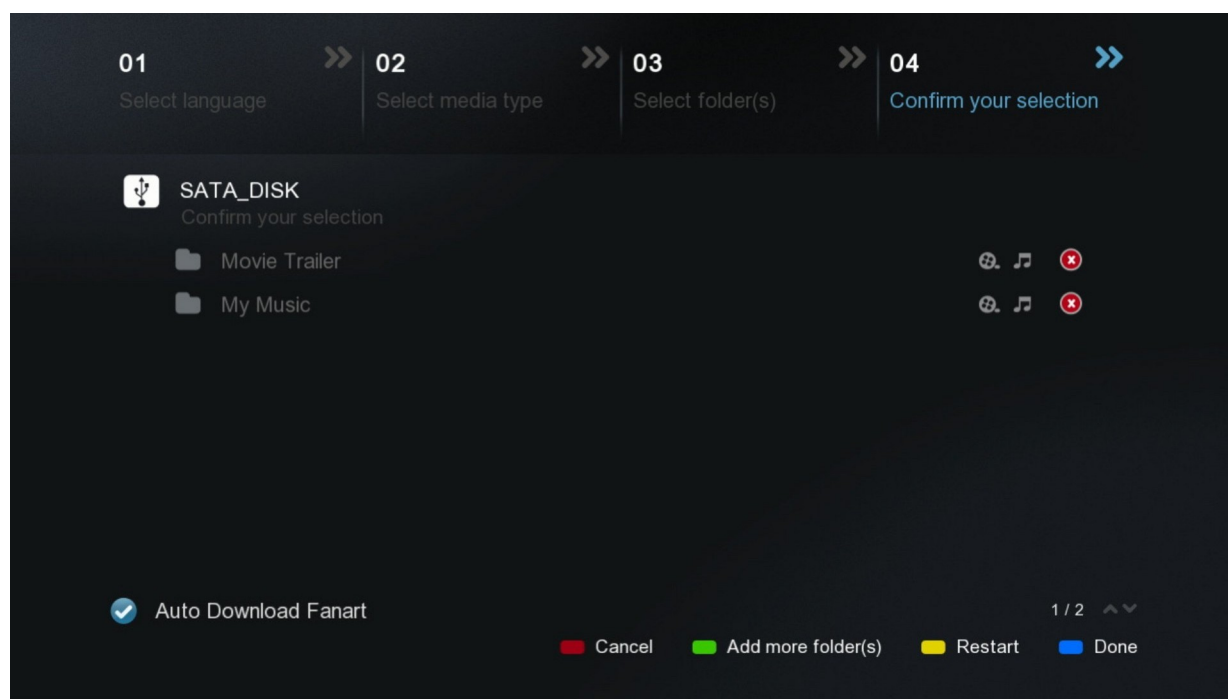 01
Select language
02
Select media type
03
Select folder(s)
04
Confirm your selection
SATA_DISK
Confirm your selection
Movie Trailer
My Music
Auto Download Fanart
1 / 2
Cancel
Add more folder(s)
Restart
Done